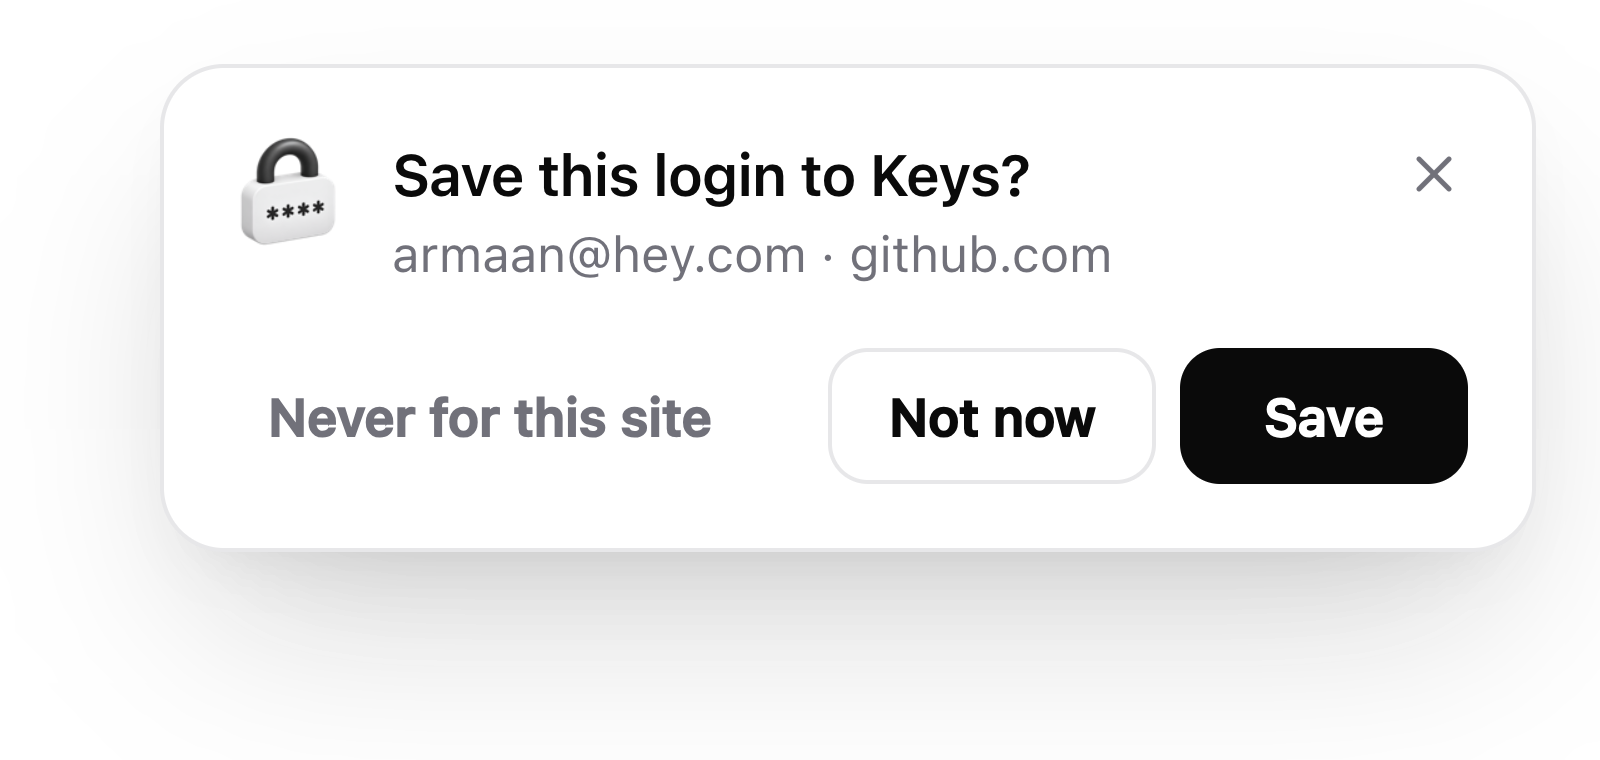 ****
Save this login to Keys?
armaan@hey.com · github.com
Never for this site
Not now
Save